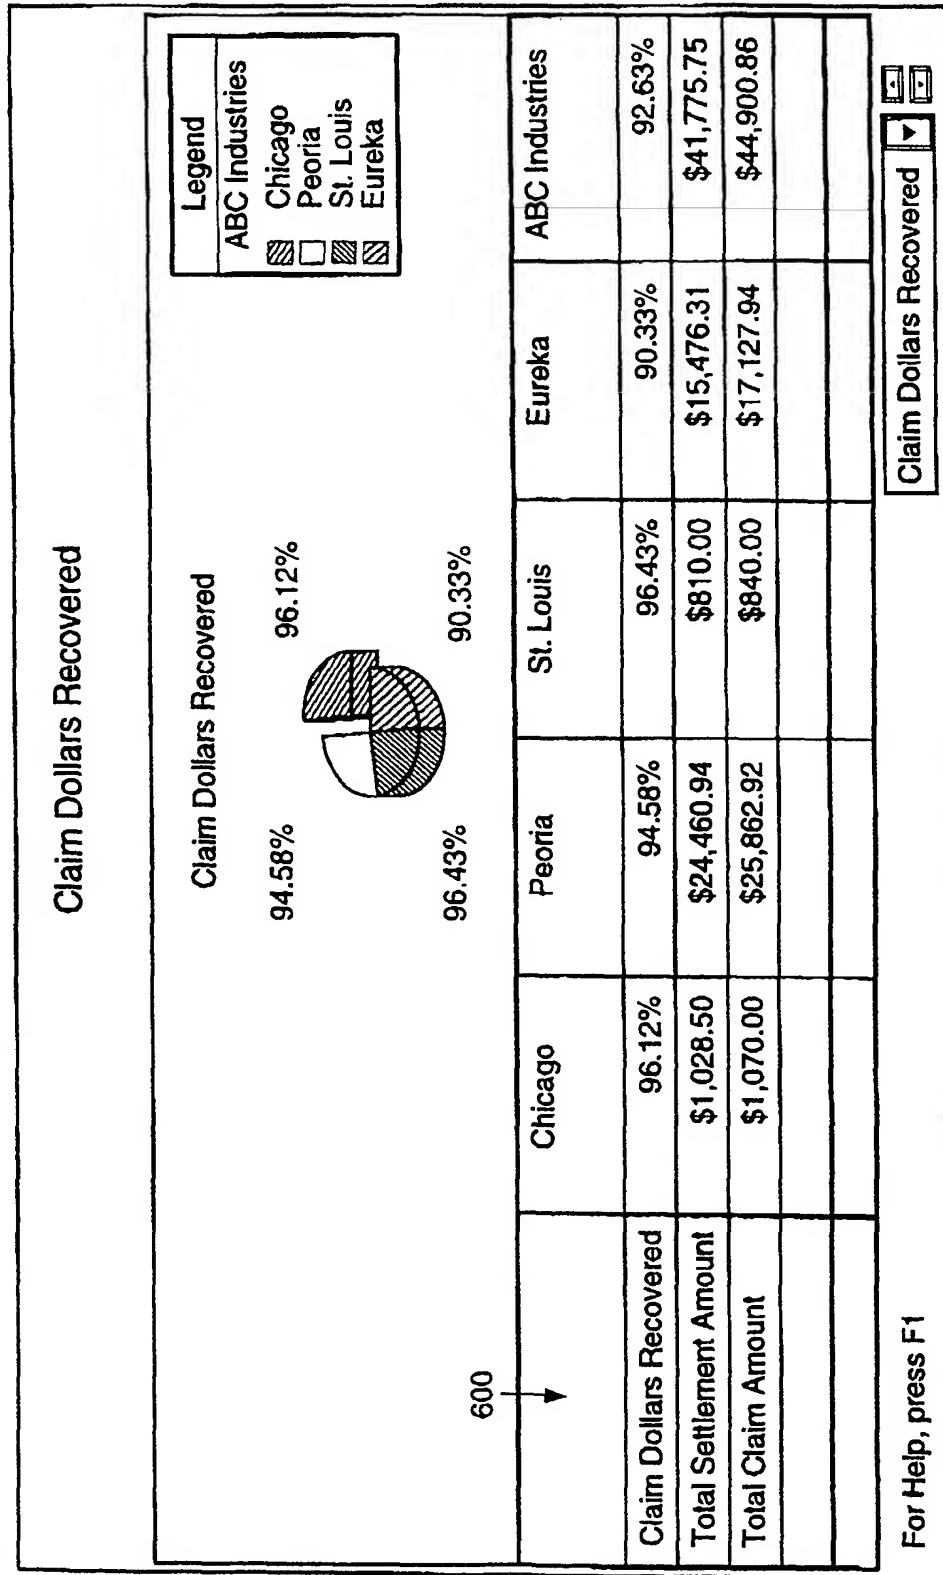 Claim Dollars Recovered
Claim Dollars Recovered
94.58%
96.12%
96.43%
90.33%
Legend
ABC Industries
Chicago
Peoria
St. Louis
Eureka
600
Chicago Peoria St. Louis Eureka ABC Industries
Claim Dollars Recovered 96.12% 94.58% 96.43% 90.33% 92.63%
Total Settlement Amount $1,028.50 $24,460.94 $810.00 $15,476.31 $41,775.75
Total Claim Amount $1,070.00 $25,862.92 $840.00 $17,127.94 $44,900.86
For Help, press F1
Claim Dollars Recovered